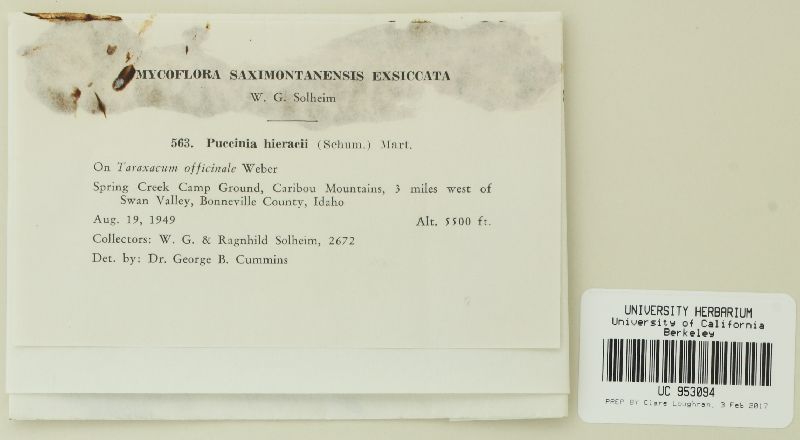 MYCOFLORA SAXIMONTANENSIS EXSICCATA
W. G. Solheim
563. Puccinia hieracii (Schum.) Mart.
On Taraxacum officinale Weber
Spring Creek Camp Ground, Caribou Mountains, 3 miles west of
Swan Valley, Bonneville County, Idaho
Aug. 19, 1949 Alt. 5500 ft.
Collectors: W. G. & Ragnhild Solheim, 2672
Det. by: Dr. George B. Cummins
UNIVERSITY HERBARIUM
University of California
Berkeley
UC 953094
PREP BY Clara Loughran, 3 Feb 2017